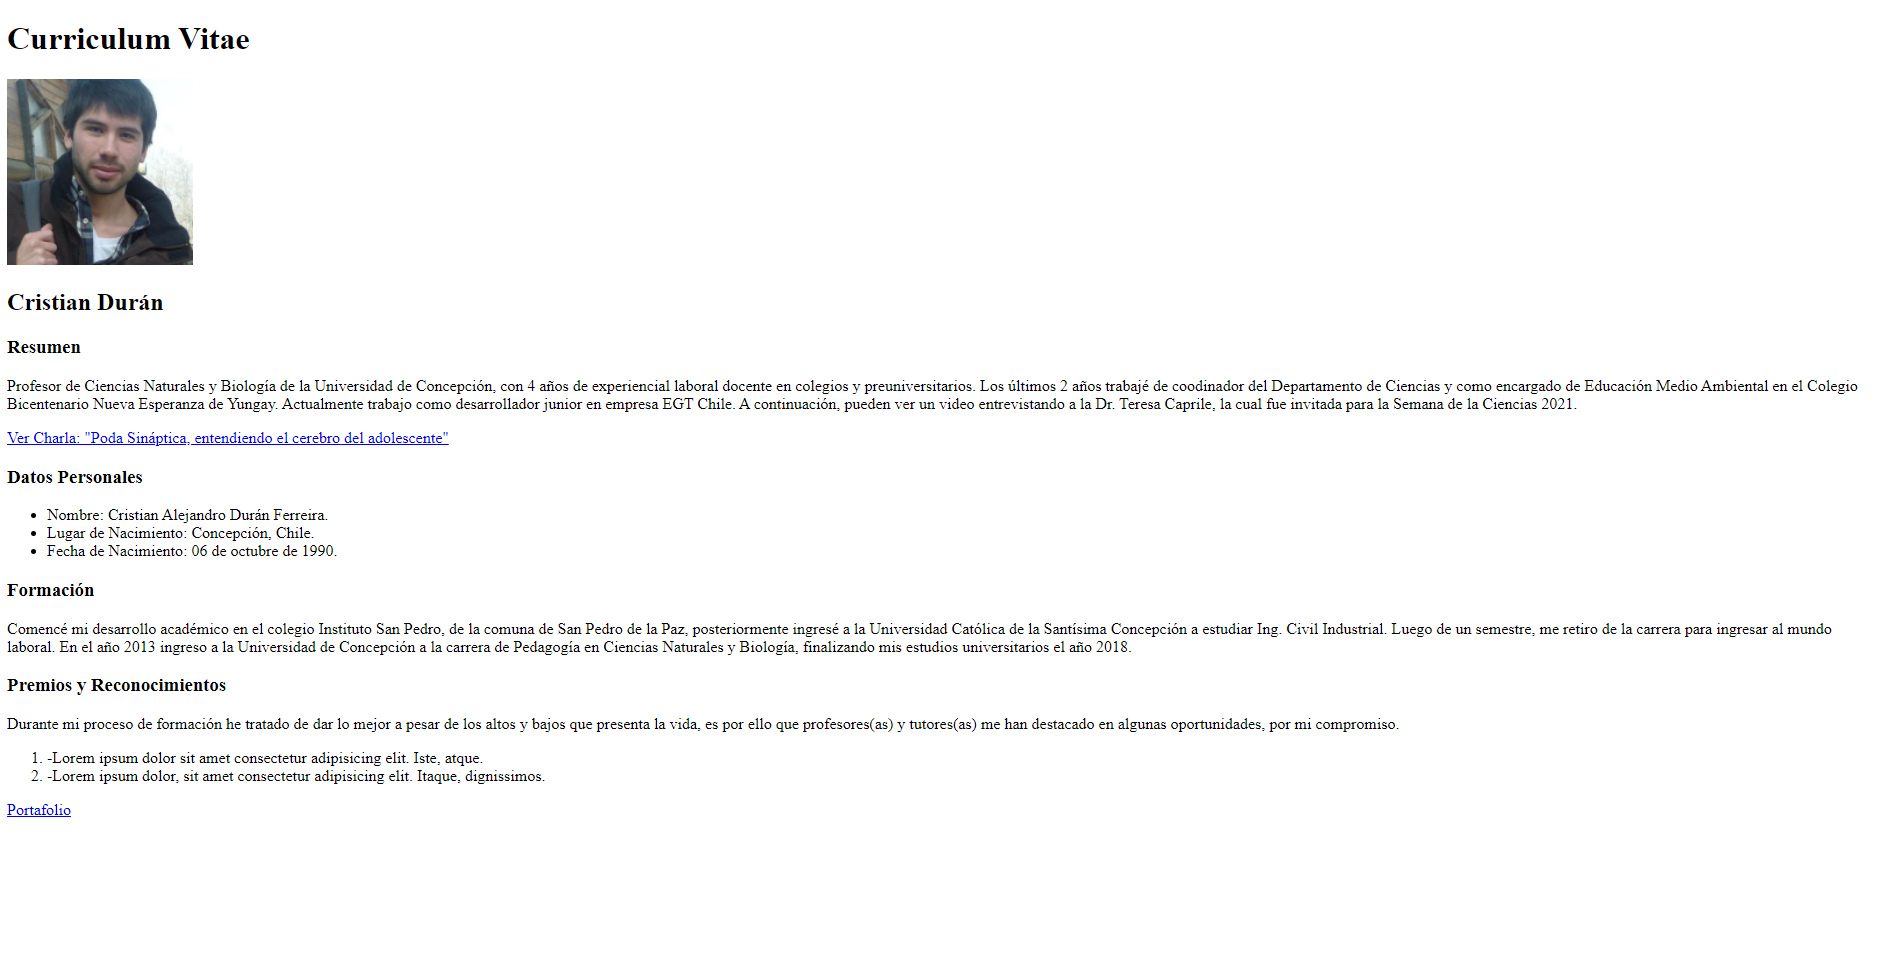 Curriculum Vitae
Cristian Durán
Resumen
Profesor de Ciencias Naturales y Biología de la Universidad de Concepción, con 4 años de experiencial laboral docente en colegios y preuniversitarios. Los últimos 2 años trabajé de coodinador del Departamento de Ciencias y como encargado de Educación Medio Ambiental en el Colegio
Bicentenario Nueva Esperanza de Yungay. Actualmente trabajo como desarrollador junior en empresa EGT Chile. A continuación, pueden ver un video entrevistando a la Dr. Teresa Caprile, la cual fue invitada para la Semana de la Ciencias 2021.
Ver Charla: "Poda Sináptica, entendiendo el cerebro del adolescente"
Datos Personales
• Nombre: Cristian Alejandro Durán Ferreira.
• Lugar de Nacimiento: Concepción, Chile.
• Fecha de Nacimiento: 06 de octubre de 1990.
Formación
Comencé mi desarrollo académico en el colegio Instituto San Pedro, de la comuna de San Pedro de la Paz, posteriormente ingresé a la Universidad Católica de la Santísima Concepción a estudiar Ing. Civil Industrial. Luego de un semestre, me retiro de la carrera para ingresar al mundo
laboral. En el año 2013 ingreso a la Universidad de Concepción a la carrera de Pedagogía en Ciencias Naturales y Biología, finalizando mis estudios universitarios el año 2018.
Premios y Reconocimientos
Durante mi proceso de formación he tratado de dar lo mejor a pesar de los altos y bajos que presenta la vida, es por ello que profesores(as) y tutores(as) me han destacado en algunas oportunidades, por mi compromiso.
1. -Lorem ipsum dolor sit amet consectetur adipisicing elit. Iste, atque.
2. -Lorem ipsum dolor, sit amet consectetur adipisicing elit. Itaque, dignissimos.
Portafolio